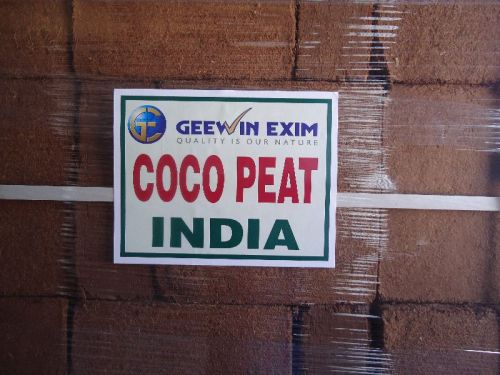 GEEWIN EXIM
QUALITY IS OUR NATURE
COCO PEAT
INDIA